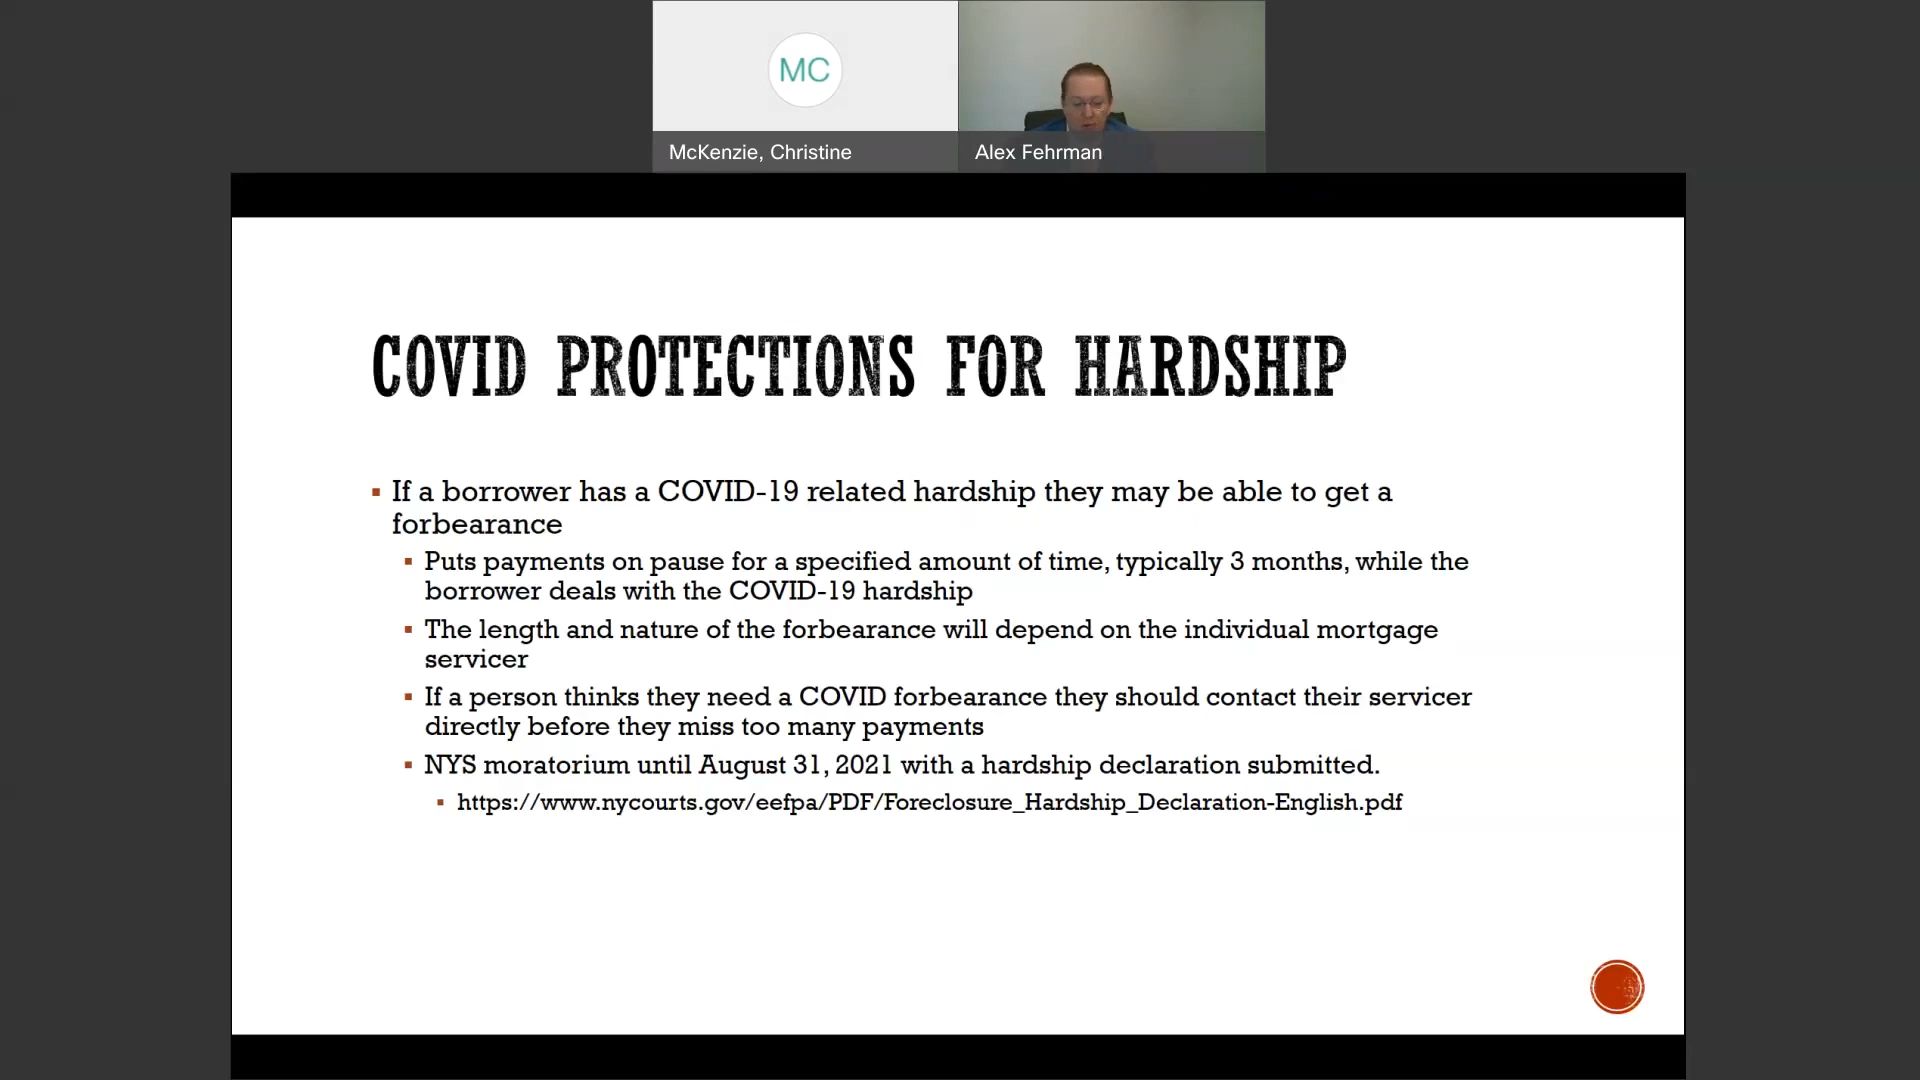 MC
McKenzie, Christine
Alex Fehrman
COVID PROTECTIONS FOR HARDSHIP
If a borrower has a COVID-19 related hardship they may be able to get a
forbearance
Puts payments on pause for a specified amount of time, typically 3 months, while the
borrower deals with the COVID-19 hardship
The length and nature of the forbearance will depend on the individual mortgage
servicer
If a person thinks they need a COVID forbearance they should contact their servicer
directly before they miss too many payments
NYS moratorium until August 31, 2021 with a hardship declaration submitted.
https://www.nycourts.gov/eefpa/PDF/Foreclosure_Hardship_Declaration-English.pdf